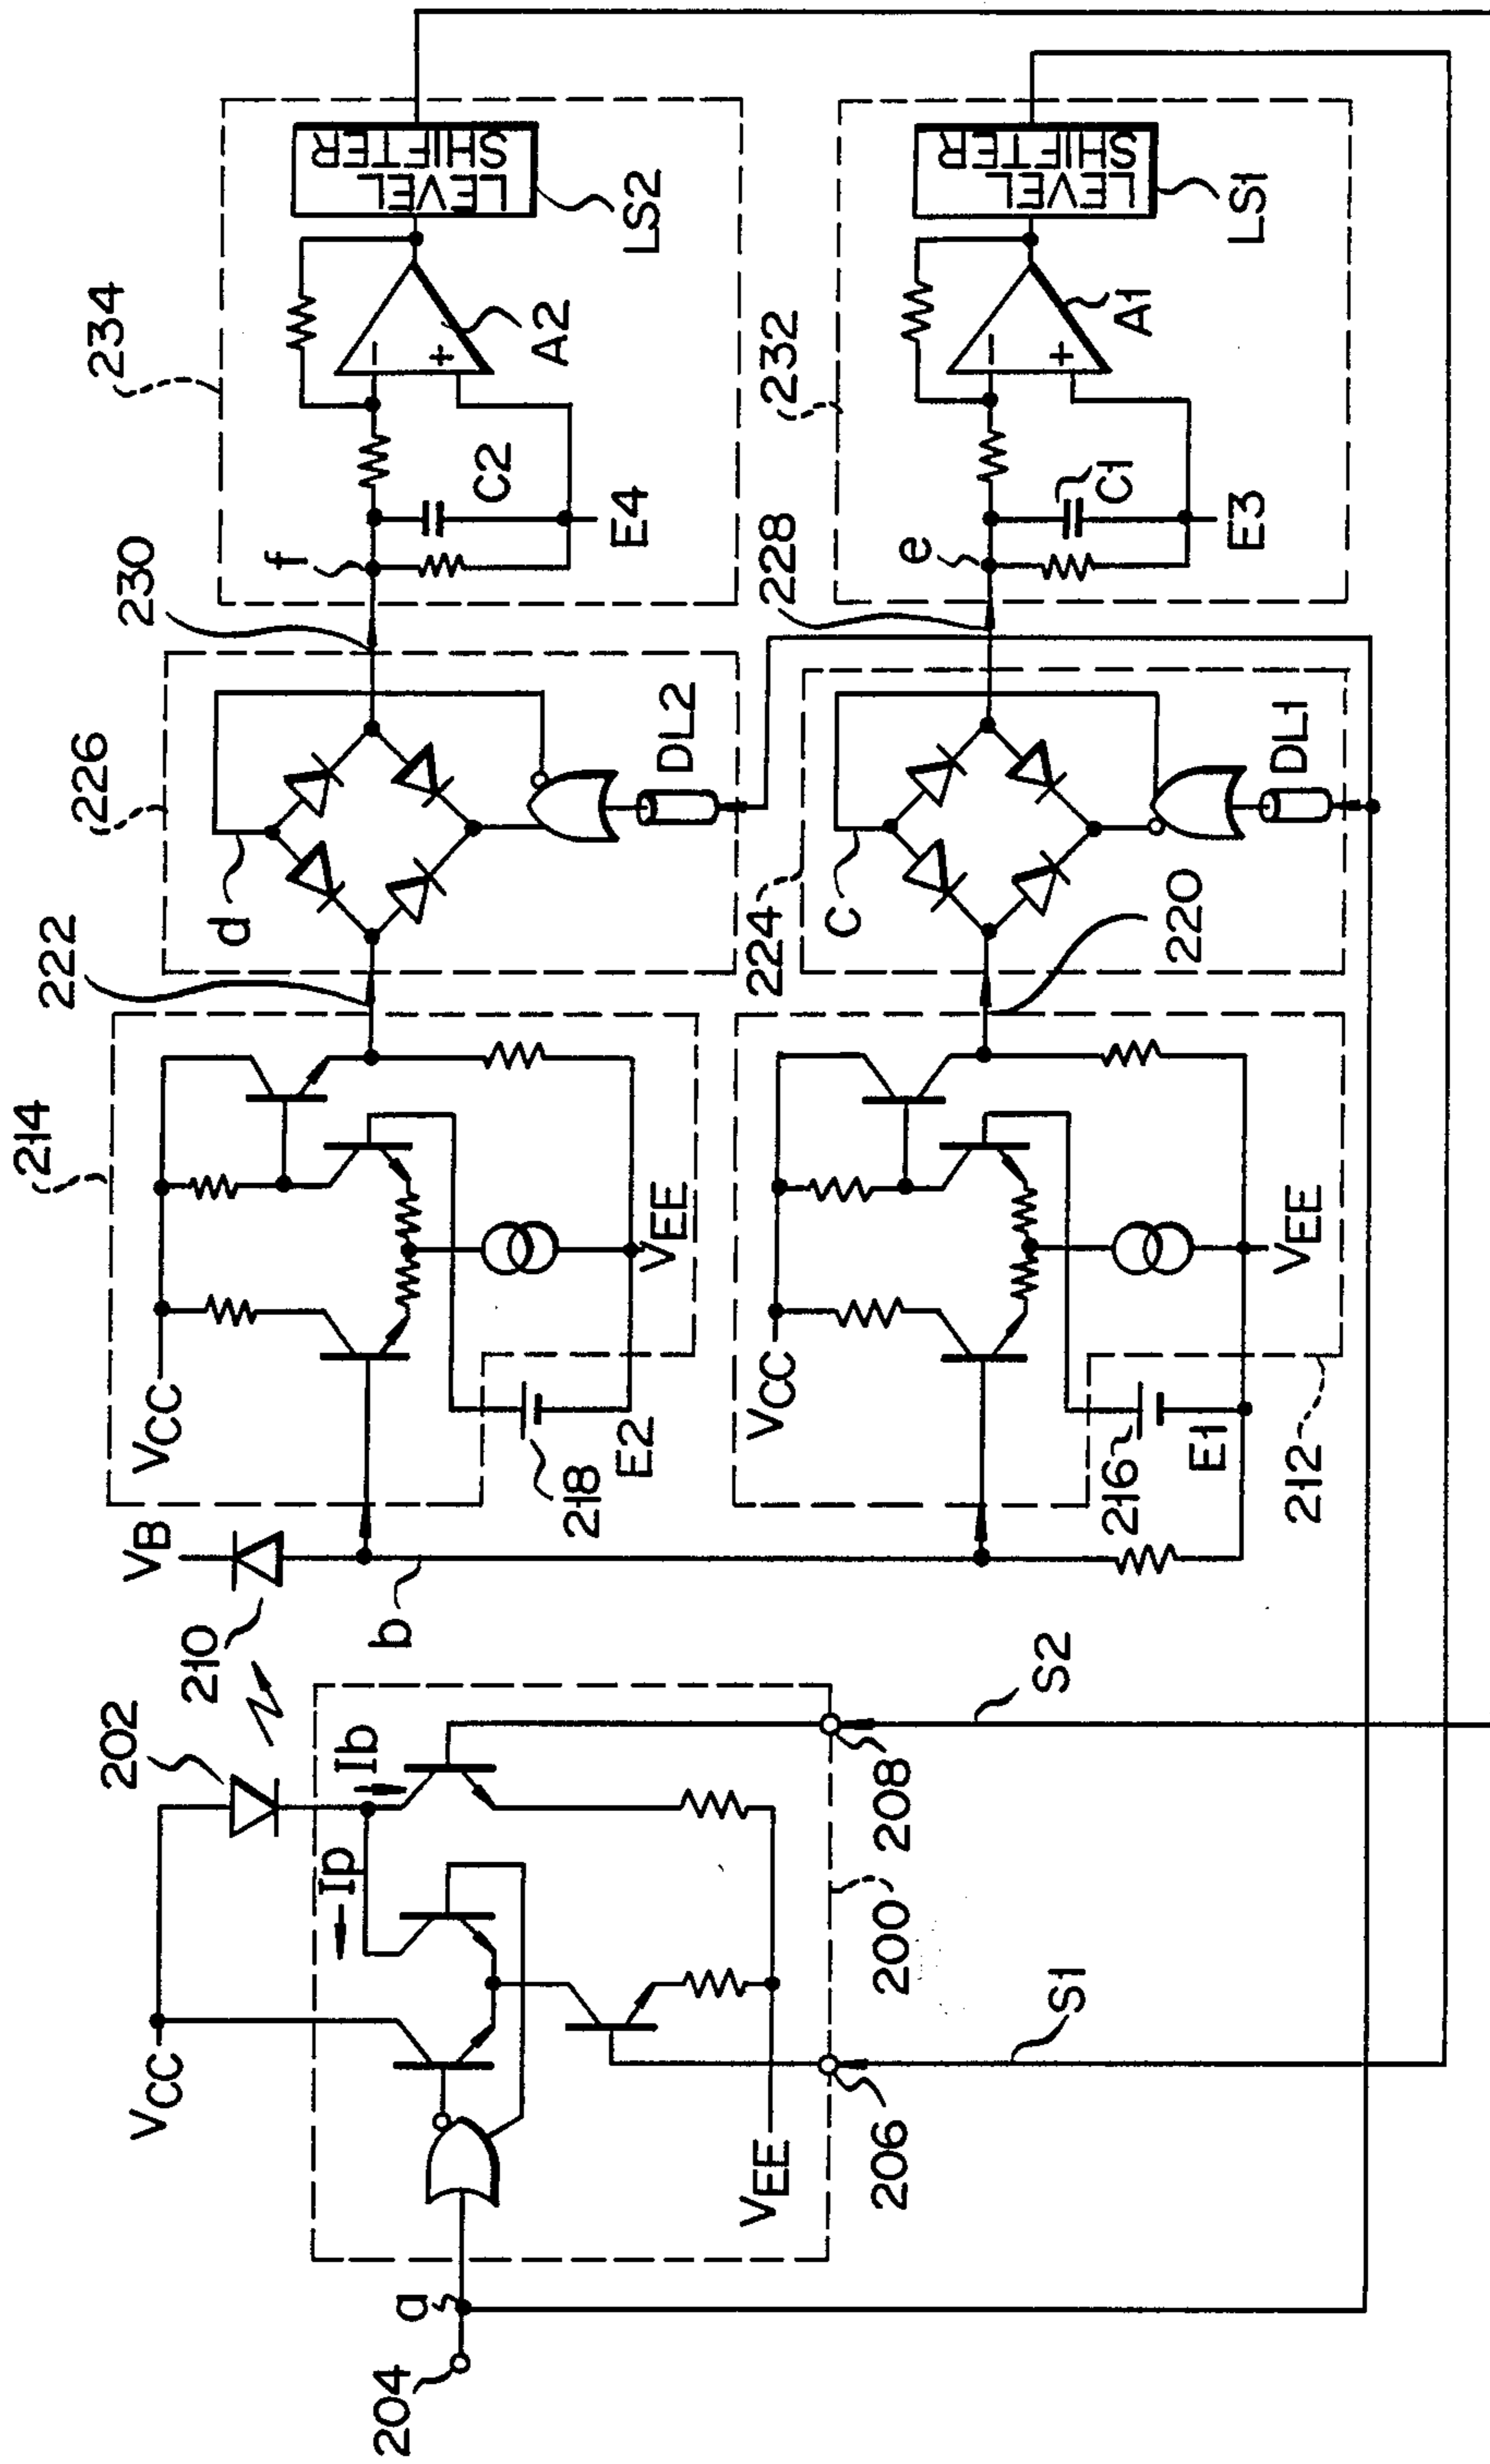 204
a
VCC
202
210
VB
Ip
Ib
VEE
200
206
208
S1
S2
b
214
VCC
218
E2
VEE
222
226
d
DL2
230
234
f
C2
E4
A2
LEVEL
SHIFTER
LS2
VCC
216
E1
212
VEE
220
224
c
DL1
228
232
e
C1
E3
A1
LEVEL
SHIFTER
LS1